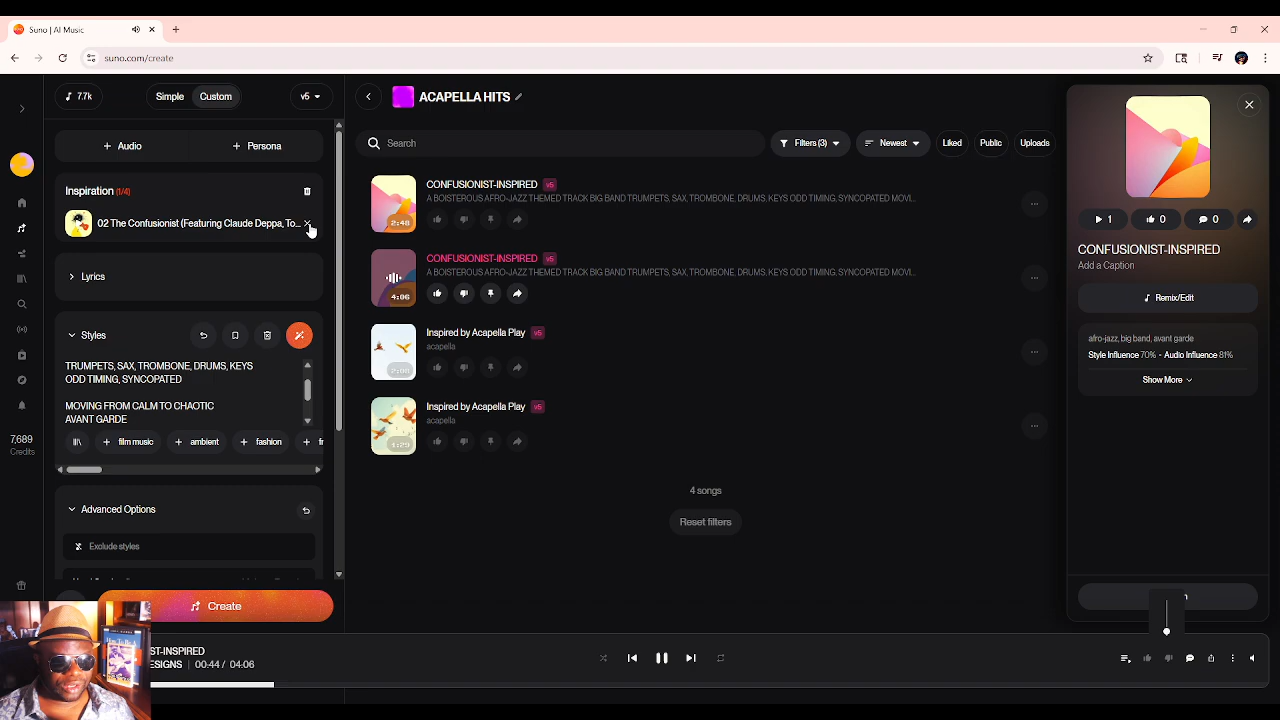 Suno | AI Music
suno.com/create
7.7k
Simple
Custom
v5
ACAPELLA HITS
+ Audio
+ Persona
Search
Filters (3)
Newest
Liked
Public
Uploads
Inspiration (1/4)
02 The Confusionist (Featuring Claude Deppa, To...
Lyrics
Styles
TRUMPETS, SAX, TROMBONE, DRUMS, KEYS
ODD TIMING, SYNCOPATED
MOVING FROM CALM TO CHAOTIC
AVANT GARDE
+ film music
+ ambient
+ fashion
+ fr
Advanced Options
Exclude styles
7,689
Credits
Create
CONFUSIONIST-INSPIRED v5
A BOISTEROUS AFRO-JAZZ THEMED TRACK BIG BAND TRUMPETS, SAX, TROMBONE, DRUMS, KEYS ODD TIMING, SYNCOPATED MOVI...
2:48
CONFUSIONIST-INSPIRED v5
A BOISTEROUS AFRO-JAZZ THEMED TRACK BIG BAND TRUMPETS, SAX, TROMBONE, DRUMS, KEYS ODD TIMING, SYNCOPATED MOVI...
4:06
Inspired by Acapella Play v5
acapella
Inspired by Acapella Play v5
acapella
1:29
4 songs
Reset filters
1
0
0
CONFUSIONIST-INSPIRED
Add a Caption
Remix/Edit
afro-jazz, big band, avant garde
Style Influence 70% - Audio Influence 81%
Show More
ST-INSPIRED
DESIGNS
00:44 / 04:06